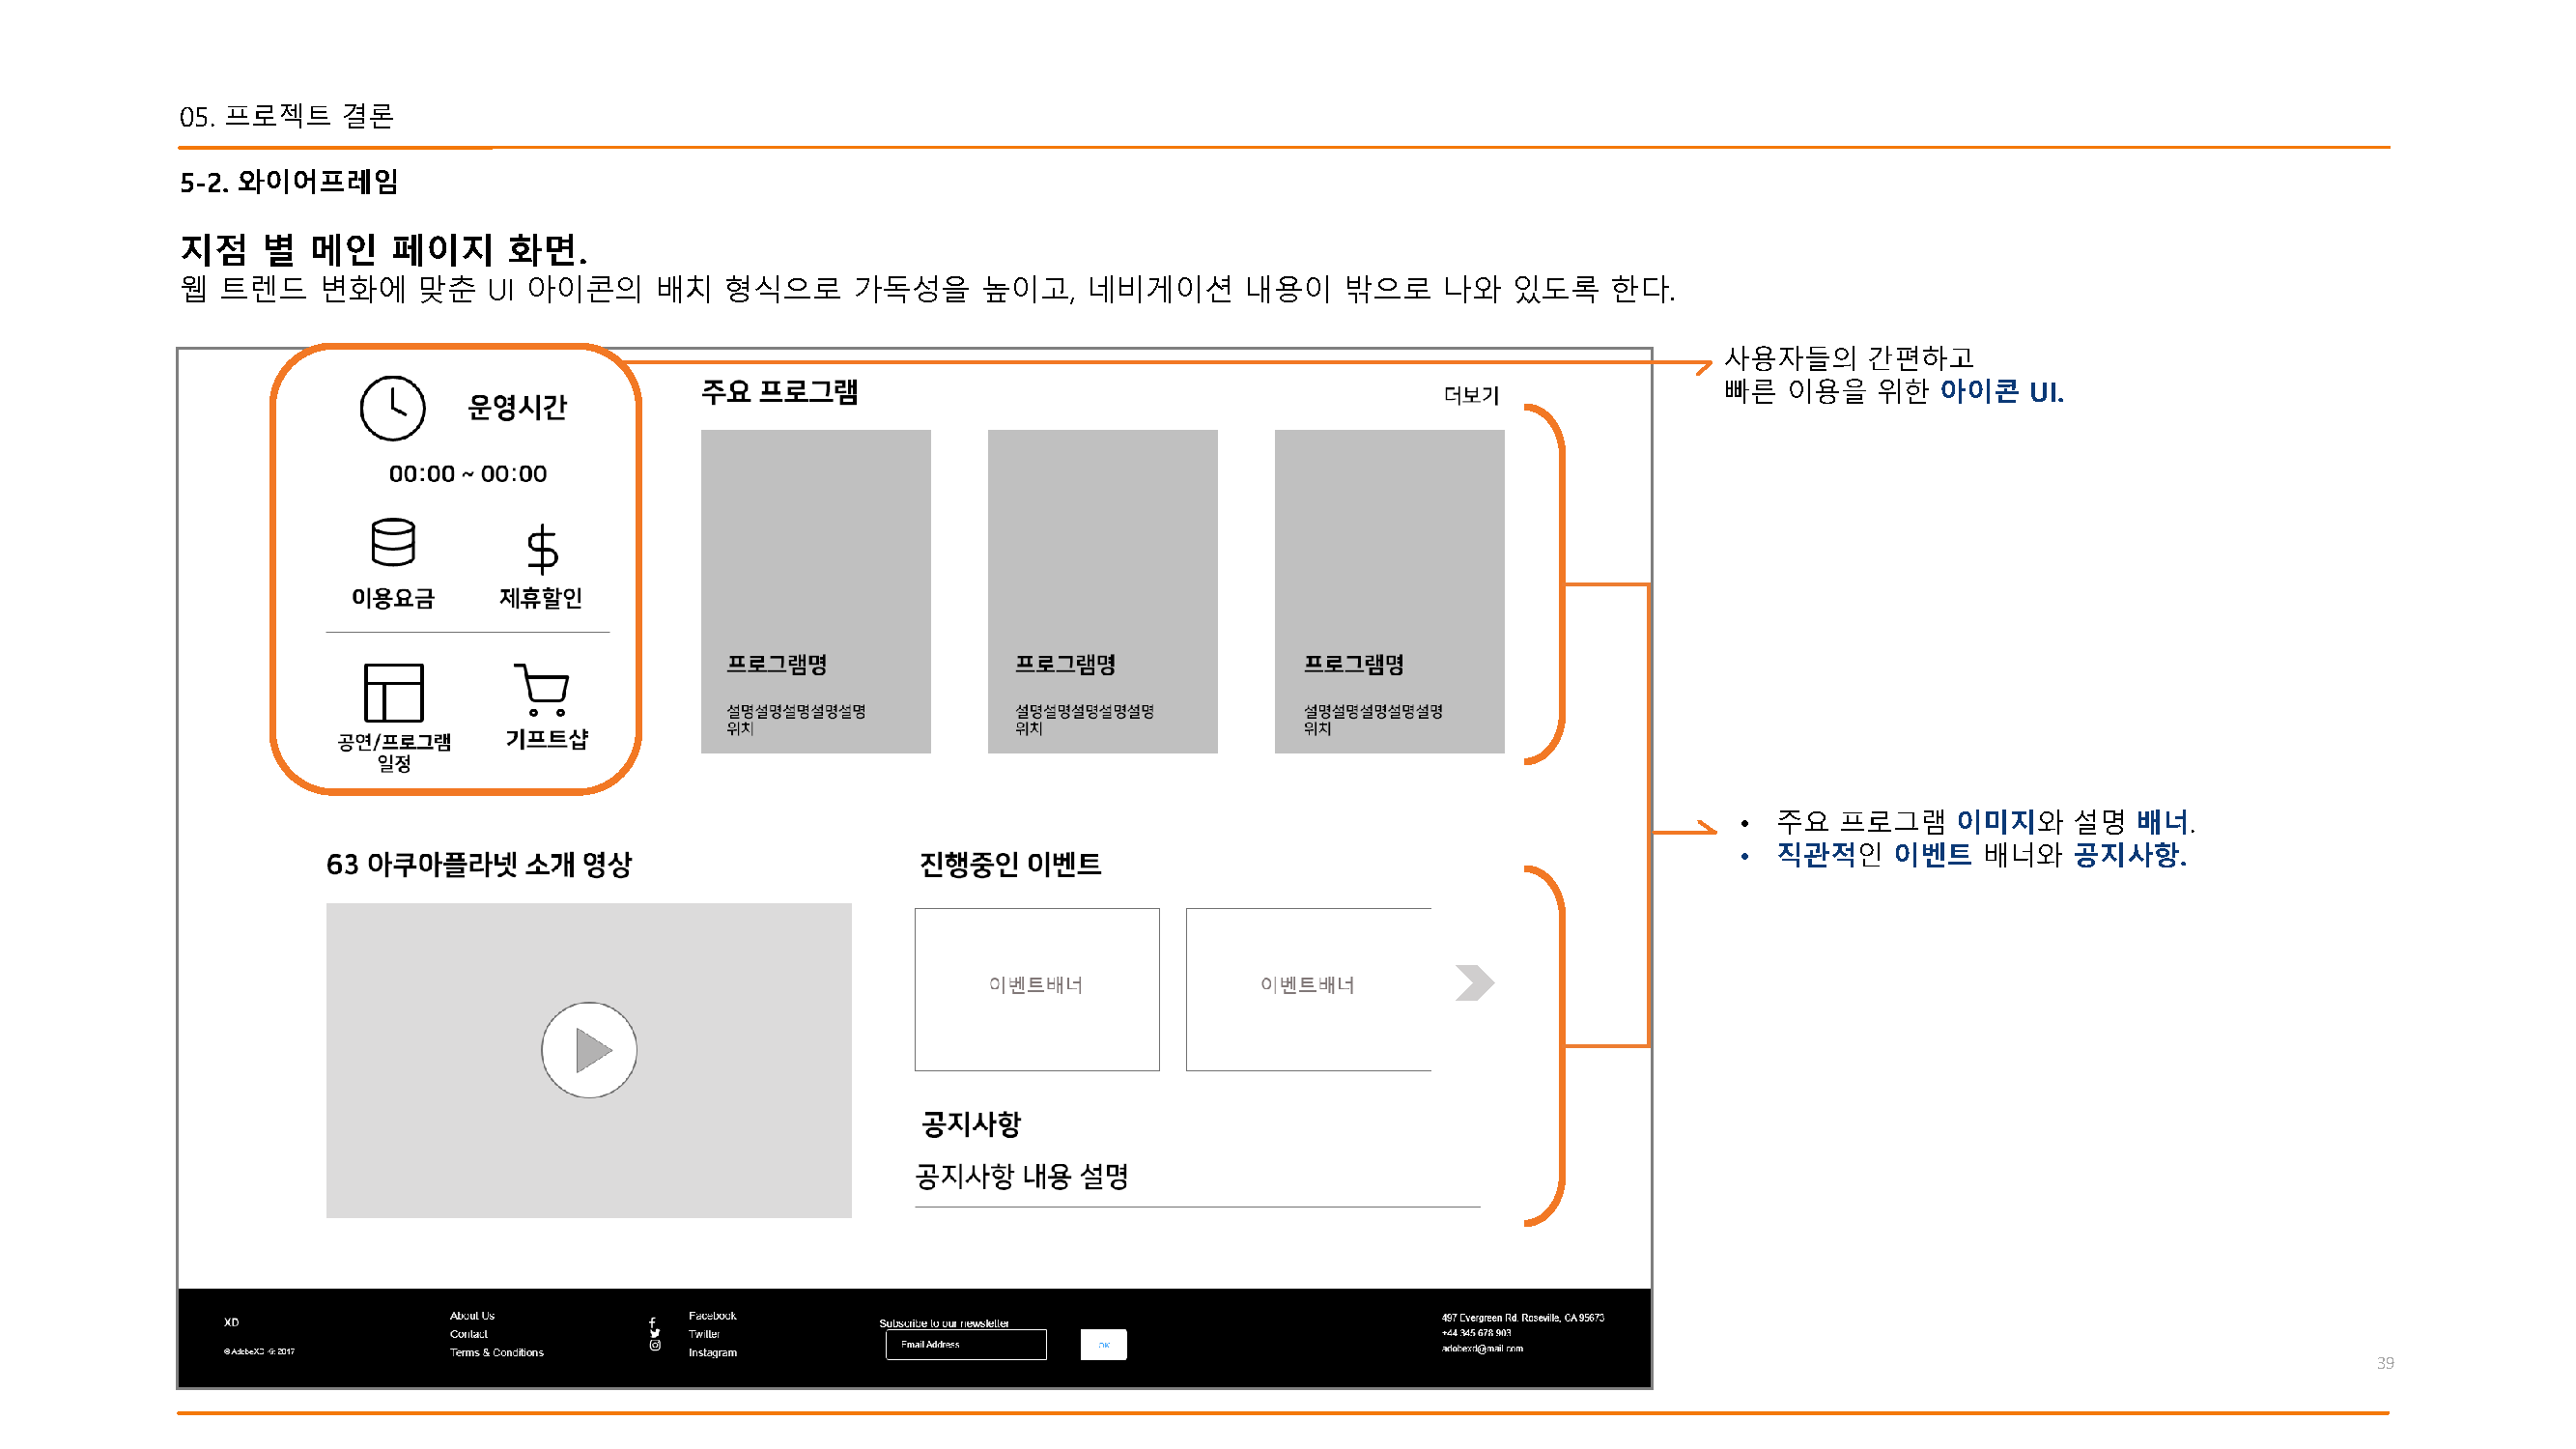 05. 프로젝트 결론
5-2. 와이어프레임
지점 별 메인 페이지 화면.
웹 트렌드 변화에 맞춘 UI 아이콘의 배치 형식으로 가독성을 높이고, 네비게이션 내용이 밖으로 나와 있도록 한다.
운영시간
00:00 ~ 00:00
이용요금
제휴할인
공연/프로그램
일정
기프트샵
주요 프로그램
더보기
프로그램명
설명설명설명설명설명
위치
프로그램명
설명설명설명설명설명
위치
프로그램명
설명설명설명설명설명
위치
사용자들의 간편하고
빠른 이용을 위한 아이콘 UI.
• 주요 프로그램 이미지와 설명 배너.
• 직관적인 이벤트 배너와 공지사항.
63 아쿠아플라넷 소개 영상
진행중인 이벤트
이벤트배너
이벤트배너
공지사항
공지사항 내용 설명
XD
About Us
Contact
Terms & Conditions
Facebook
Twitter
Instagram
Subscribe to our newsletter
Email Address
OK
497 Evergreen Rd. Roseville, CA 95673
+44 345 678 903
adobexd@mail.com
39